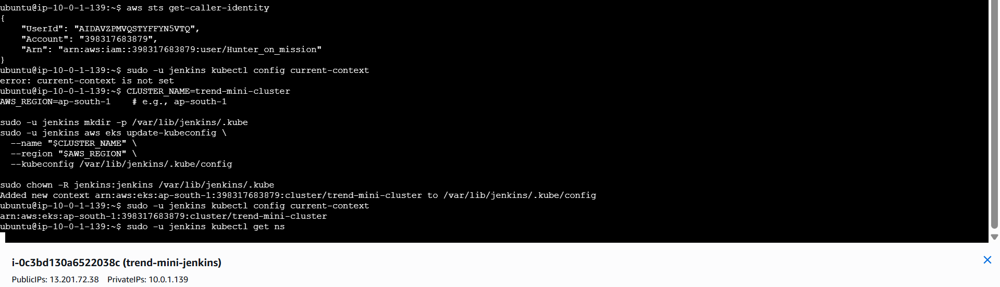 ubuntu@ip-10-0-1-139:~$ aws sts get-caller-identity
{
    "UserId": "AIDAVZPMVQSTYFFYN5VTQ",
    "Account": "398317683879",
    "Arn": "arn:aws:iam::398317683879:user/Hunter_on_mission"
}
ubuntu@ip-10-0-1-139:~$ sudo -u jenkins kubectl config current-context
error: current-context is not set
ubuntu@ip-10-0-1-139:~$ CLUSTER_NAME=trend-mini-cluster
AWS_REGION=ap-south-1    # e.g., ap-south-1

sudo -u jenkins mkdir -p /var/lib/jenkins/.kube
sudo -u jenkins aws eks update-kubeconfig \
  --name "$CLUSTER_NAME" \
  --region "$AWS_REGION" \
  --kubeconfig /var/lib/jenkins/.kube/config

sudo chown -R jenkins:jenkins /var/lib/jenkins/.kube
Added new context arn:aws:eks:ap-south-1:398317683879:cluster/trend-mini-cluster to /var/lib/jenkins/.kube/config
ubuntu@ip-10-0-1-139:~$ sudo -u jenkins kubectl config current-context
arn:aws:eks:ap-south-1:398317683879:cluster/trend-mini-cluster
ubuntu@ip-10-0-1-139:~$ sudo -u jenkins kubectl get ns
i-0c3bd130a6522038c (trend-mini-jenkins)
PublicIPs: 13.201.72.38    PrivateIPs: 10.0.1.139